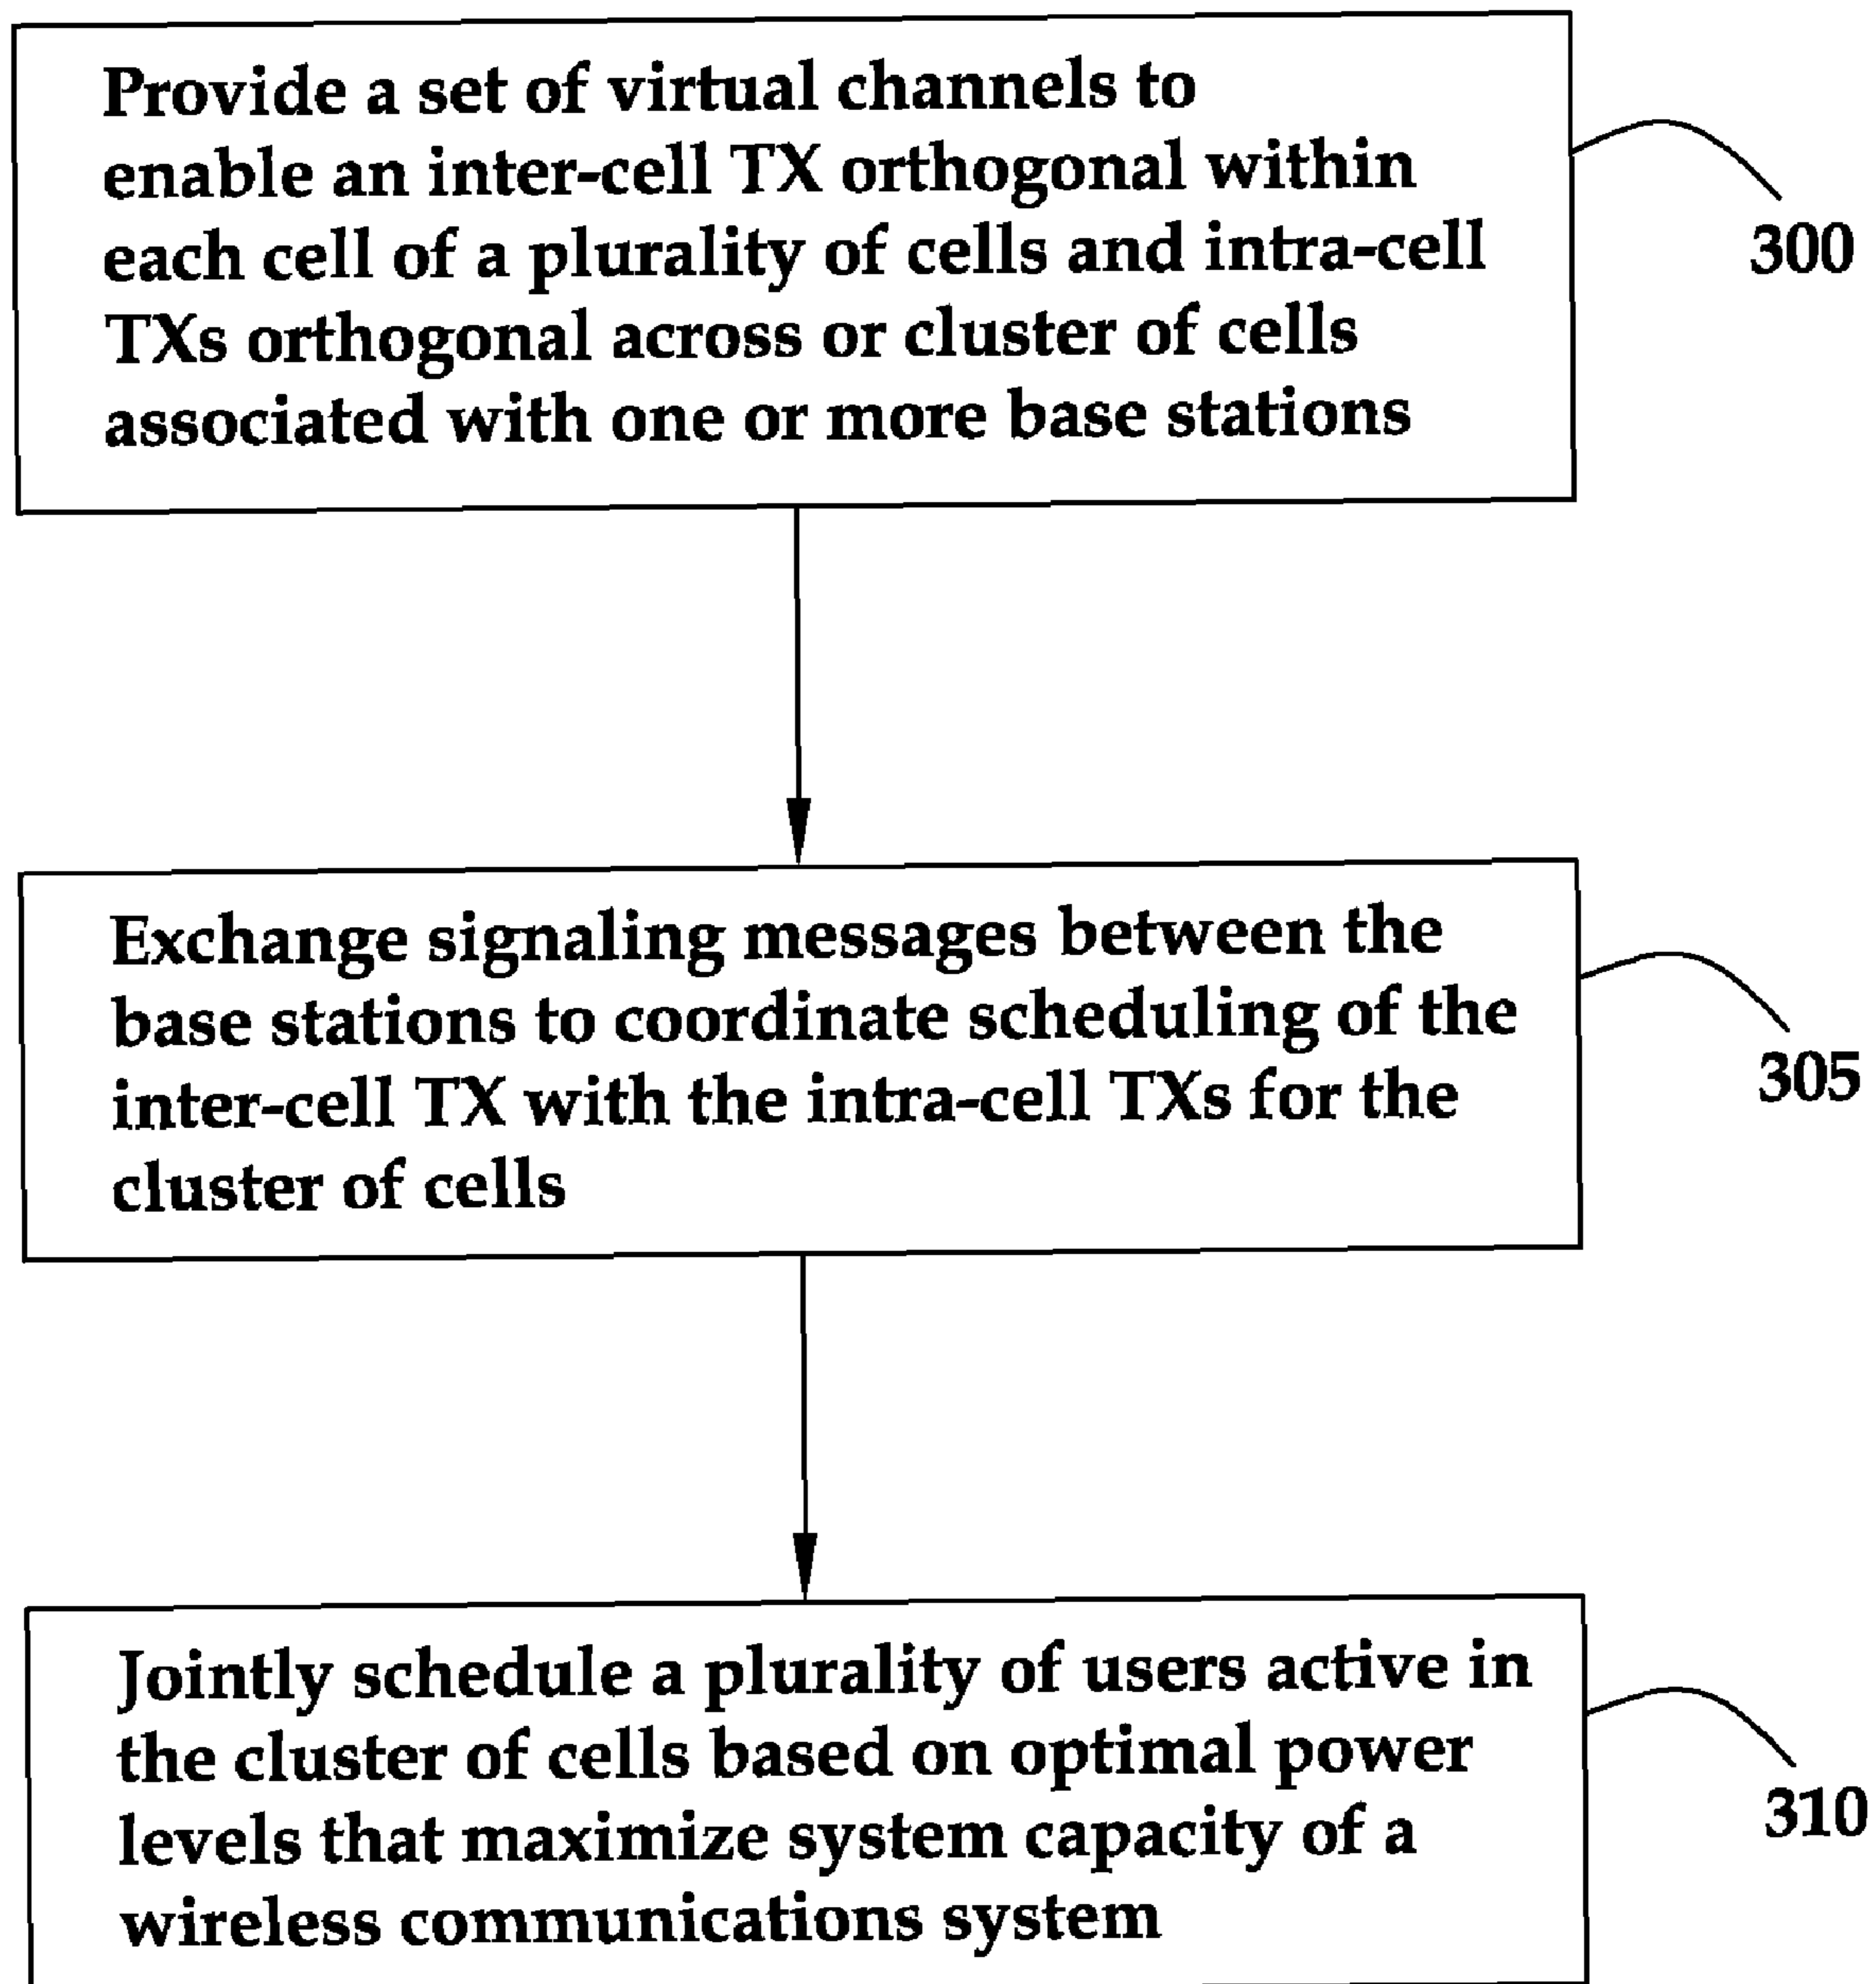 Provide a set of virtual channels to
enable an inter-cell TX orthogonal within
each cell of a plurality of cells and intra-cell
TXs orthogonal across or cluster of cells
associated with one or more base stations
300
Exchange signaling messages between the
base stations to coordinate scheduling of the
inter-cell TX with the intra-cell TXs for the
cluster of cells
305
Jointly schedule a plurality of users active in
the cluster of cells based on optimal power
levels that maximize system capacity of a
wireless communications system
310